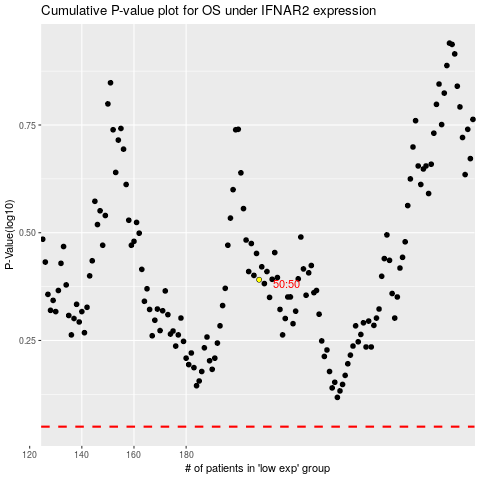 Cumulative P-value plot for OS under IFNAR2 expression
P-Value(log10)
0.75
0.50
0.25
50:50
120 140 160 180
# of patients in 'low exp' group